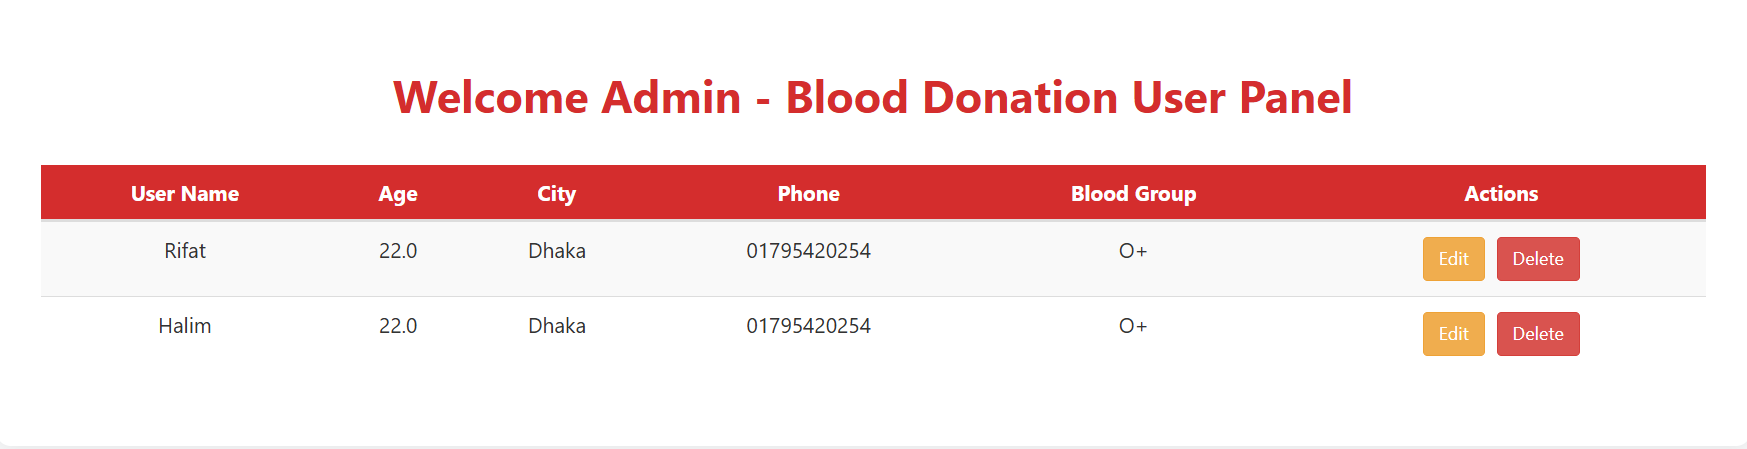 Welcome Admin - Blood Donation User Panel
User Name Age City Phone Blood Group Actions
Rifat 22.0 Dhaka 01795420254 O+ Edit Delete
Halim 22.0 Dhaka 01795420254 O+ Edit Delete